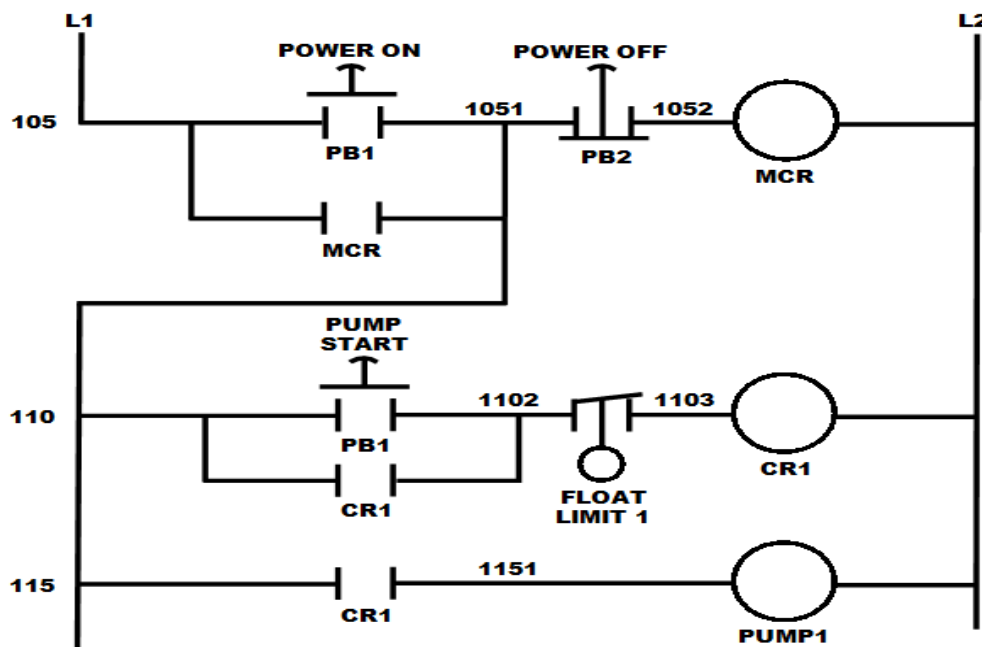 L1
L2
POWER ON
POWER OFF
105
1051
1052
PB1
PB2
MCR
MCR
PUMP
START
110
1102
1103
PB1
CR1
CR1
FLOAT
LIMIT 1
115
1151
CR1
PUMP1